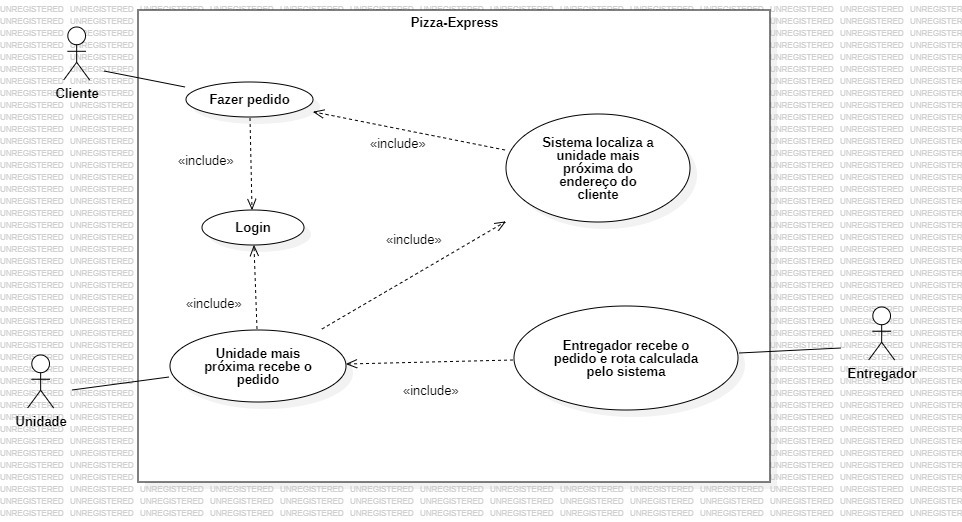 Pizza-Express
Cliente
Fazer pedido
«include»
«include»
Sistema localiza a
unidade mais
próxima do
endereço do
cliente
Login
«include»
«include»
Unidade mais
próxima recebe o
pedido
Unidade
«include»
Entregador recebe o
pedido e rota calculada
pelo sistema
Entregador
UNREGISTERED